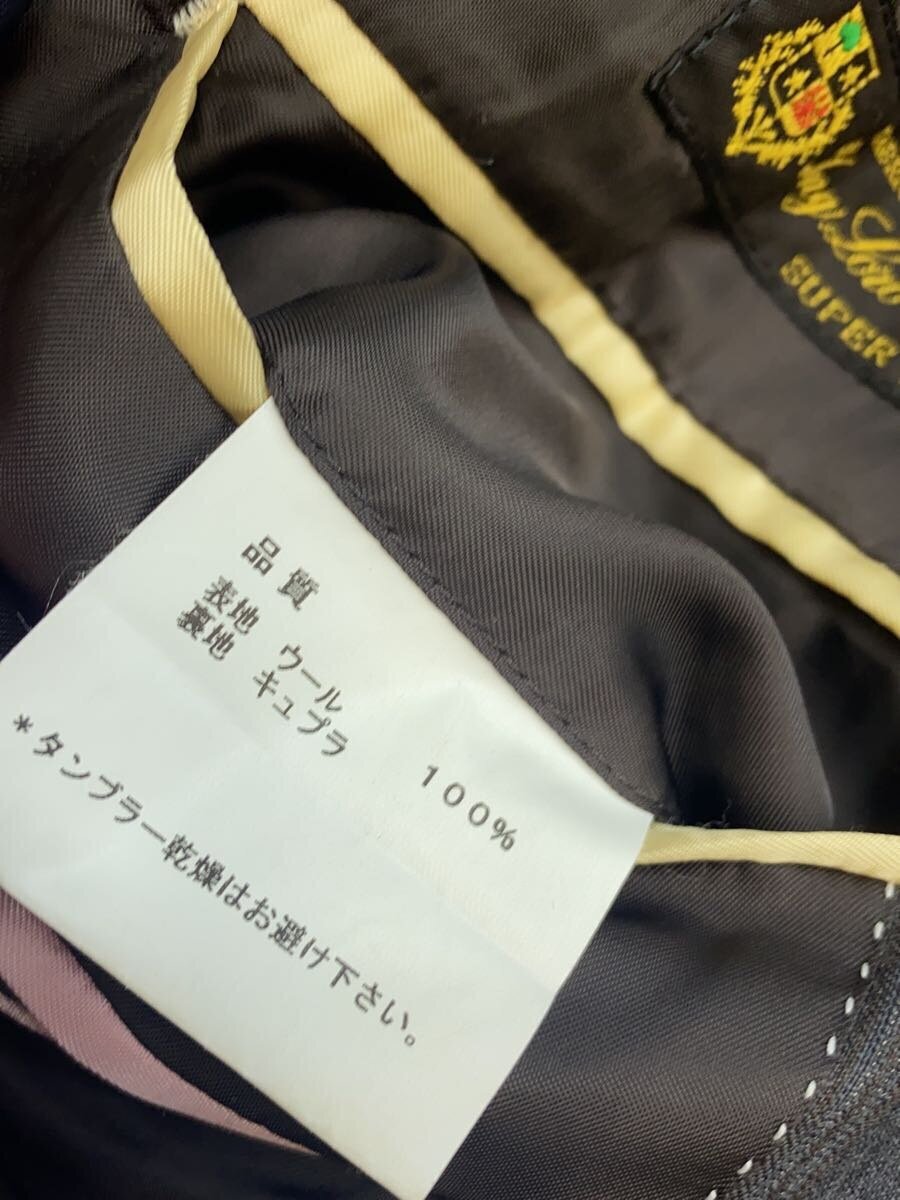 品質
表地 ウール
裏地 キュプラ 100%
*タンブラー乾燥はお避け下さい。
SUPER